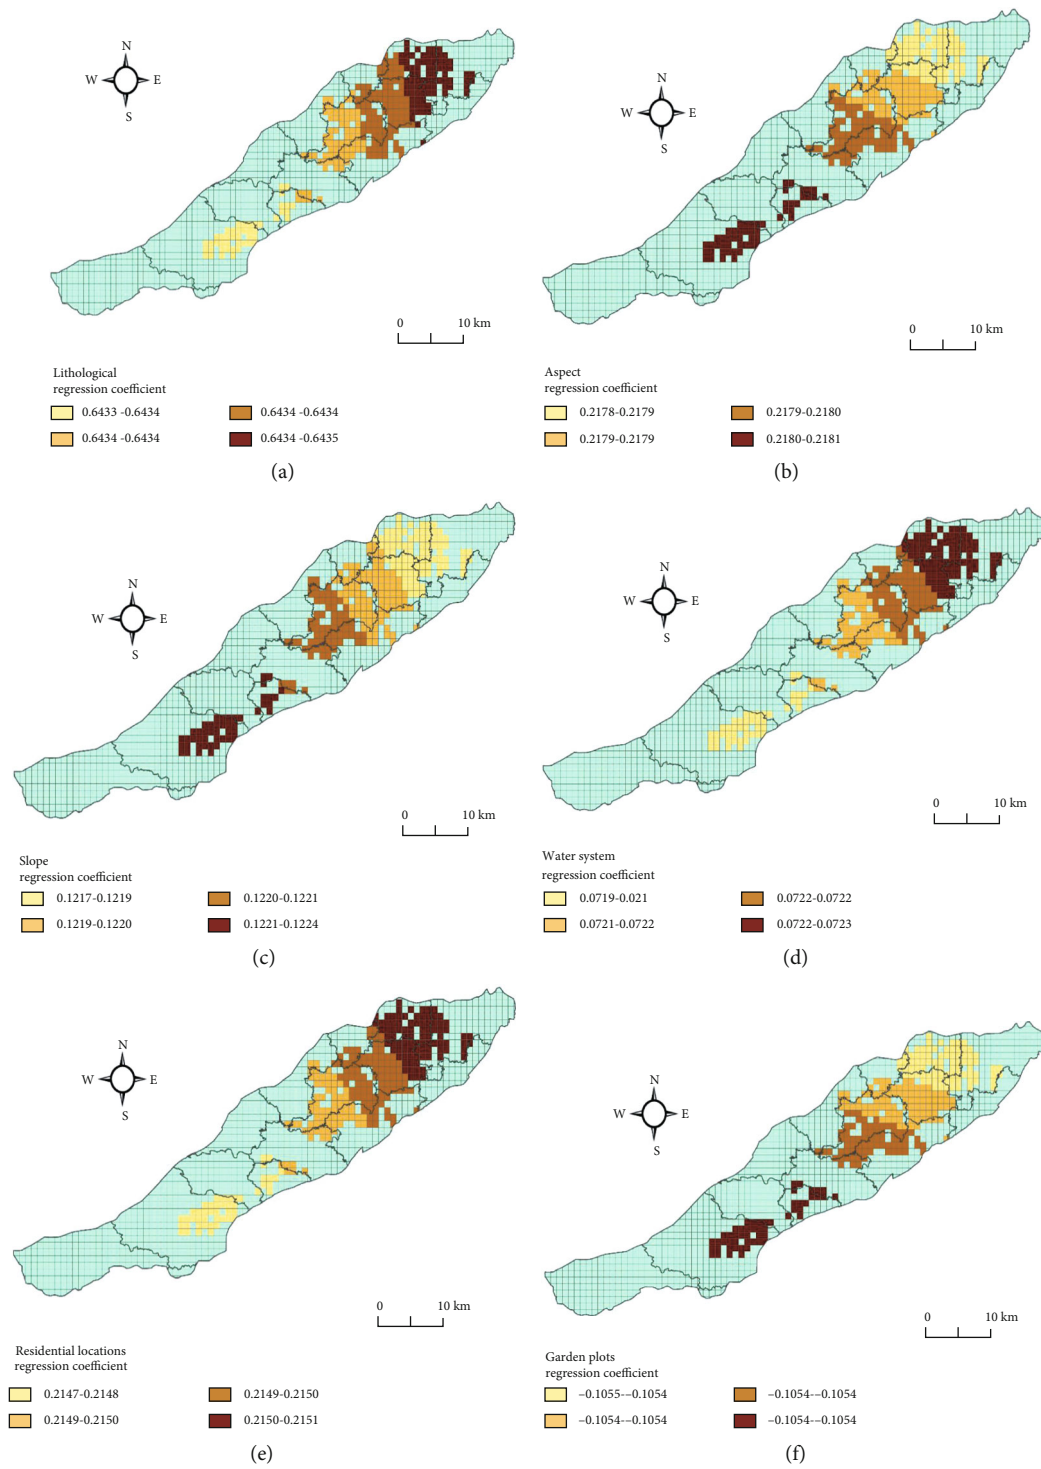 N
W E
S
0 10 km
Lithological
regression coefficient
0.6433 -0.6434 0.6434 -0.6434
0.6434 -0.6434 0.6434 -0.6435
(a)
N
W E
S
0 10 km
Aspect
regression coefficient
0.2178-0.2179 0.2179-0.2180
0.2179-0.2179 0.2180-0.2181
(b)
N
W E
S
0 10 km
Slope
regression coefficient
0.1217-0.1219 0.1220-0.1221
0.1219-0.1220 0.1221-0.1224
(c)
N
W E
S
0 10 km
Water system
regression coefficient
0.0719-0.021 0.0722-0.0722
0.0721-0.0722 0.0722-0.0723
(d)
N
W E
S
0 10 km
Residential locations
regression coefficient
0.2147-0.2148 0.2149-0.2150
0.2149-0.2150 0.2150-0.2151
(e)
N
W E
S
0 10 km
Garden plots
regression coefficient
–0.1055-–0.1054 –0.1054-–0.1054
–0.1054-–0.1054 –0.1054-–0.1054
(f)